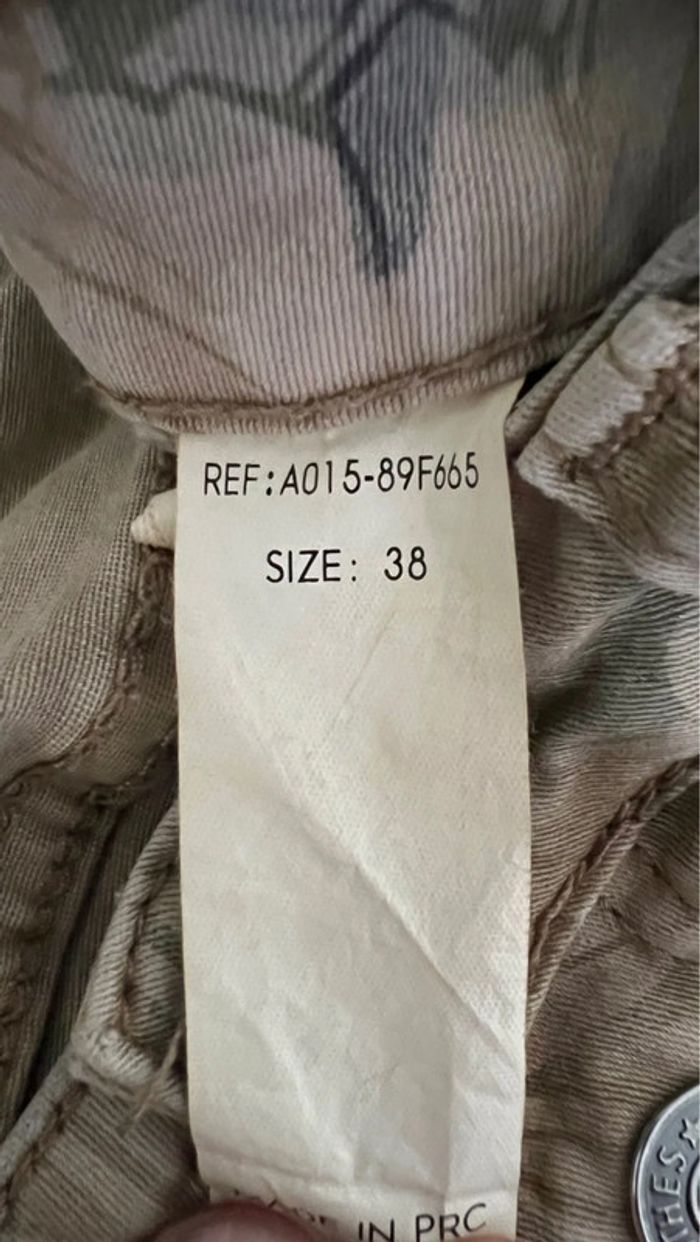 REF:A015-89F665
SIZE: 38
IN PRC